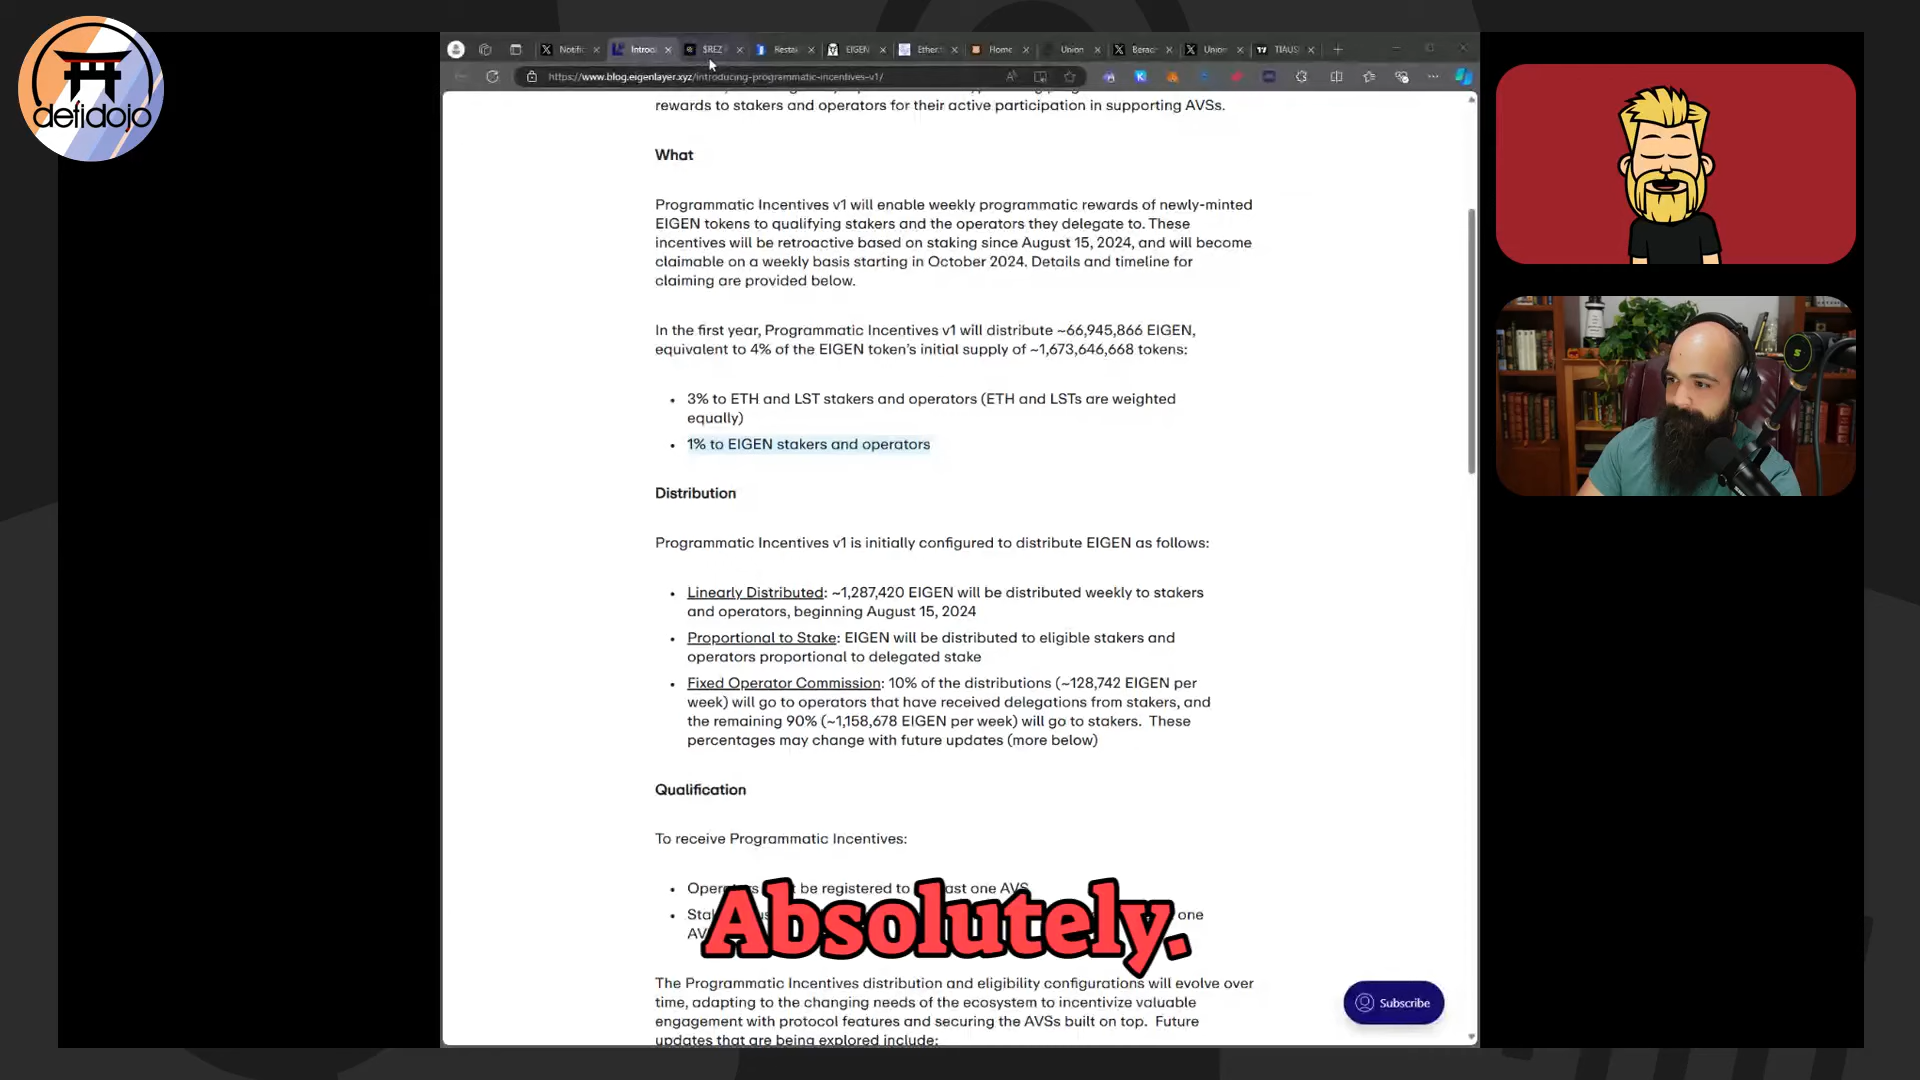 defidojo
Notific
Introd
$REZ
Restak
EIGEN
Ether.
Home
Union
Berac
Union
TIAUS
https://www.blog.eigenlayer.xyz/introducing-programmatic-incentives-v1/
rewards to stakers and operators for their active participation in supporting AVSs.
What
Programmatic Incentives v1 will enable weekly programmatic rewards of newly-minted
EIGEN tokens to qualifying stakers and the operators they delegate to. These
incentives will be retroactive based on staking since August 15, 2024, and will become
claimable on a weekly basis starting in October 2024. Details and timeline for
claiming are provided below.
In the first year, Programmatic Incentives v1 will distribute ~66,945,866 EIGEN,
equivalent to 4% of the EIGEN token’s initial supply of ~1,673,646,668 tokens:
• 3% to ETH and LST stakers and operators (ETH and LSTs are weighted
equally)
• 1% to EIGEN stakers and operators
Distribution
Programmatic Incentives v1 is initially configured to distribute EIGEN as follows:
• Linearly Distributed: ~1,287,420 EIGEN will be distributed weekly to stakers
and operators, beginning August 15, 2024
• Proportional to Stake: EIGEN will be distributed to eligible stakers and
operators proportional to delegated stake
• Fixed Operator Commission: 10% of the distributions (~128,742 EIGEN per
week) will go to operators that have received delegations from stakers, and
the remaining 90% (~1,158,678 EIGEN per week) will go to stakers. These
percentages may change with future updates (more below)
Qualification
To receive Programmatic Incentives:
be registered to
one AVS
one
Absolutely.
The Programmatic Incentives distribution and eligibility configurations will evolve over
time, adapting to the changing needs of the ecosystem to incentivize valuable
engagement with protocol features and securing the AVSs built on top. Future
updates that are being explored include:
Subscribe